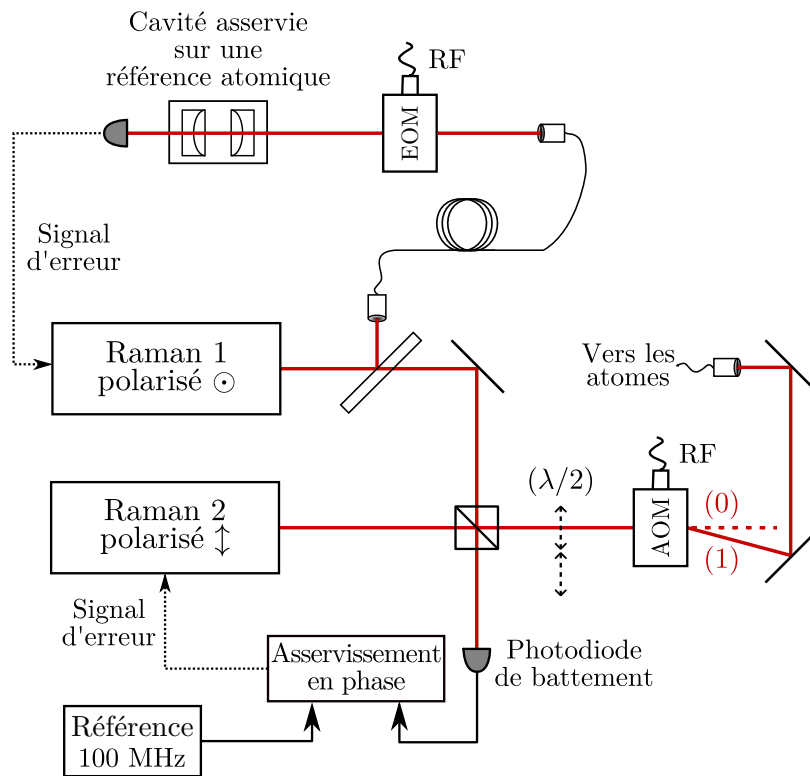 Cavité asservie
sur une
référence atomique
RF
EOM
Signal
d'erreur
Raman 1
polarisé ⊙
Vers les
atomes
RF
(λ/2)
Raman 2
polarisé ↕
AOM
(0)
(1)
Signal
d'erreur
Asservissement
en phase
Photodiode
de battement
Référence
100 MHz